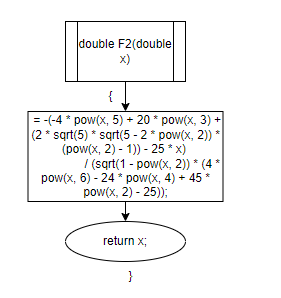 double F2(double
x)
{
= -(-4 * pow(x, 5) + 20 * pow(x, 3) +
(2 * sqrt(5) * sqrt(5 - 2 * pow(x, 2)) *
(pow(x, 2) - 1)) - 25 * x)
/ (sqrt(1 - pow(x, 2)) * (4 *
pow(x, 6) - 24 * pow(x, 4) + 45 *
pow(x, 2) - 25));
return x;
}